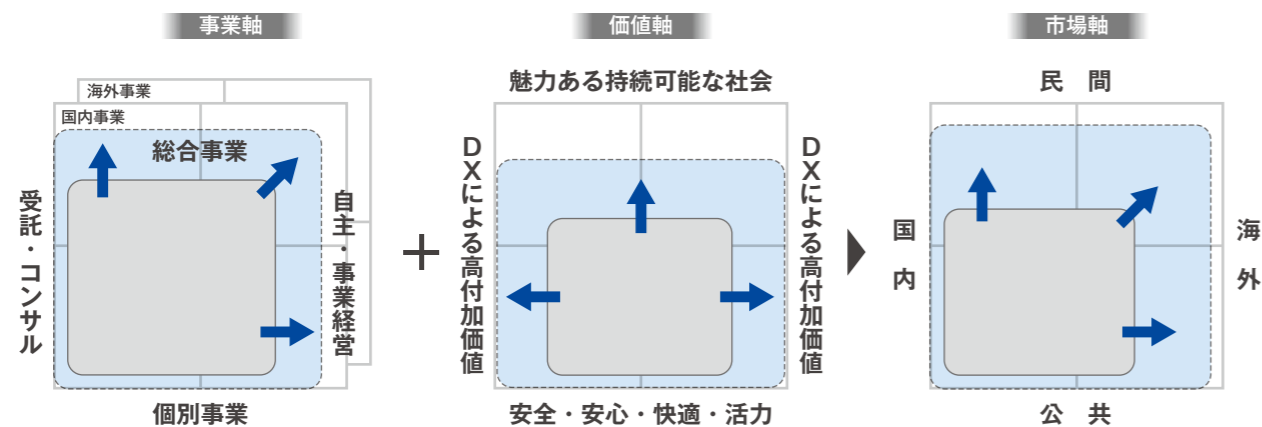 事業軸
海外事業
国内事業
総合事業
受託・コンサル
自主・事業経営
個別事業
＋
価値軸
魅力ある持続可能な社会
DXによる高付加価値
DXによる高付加価値
安全・安心・快適・活力
市場軸
民　間
国　内
海　外
公　共